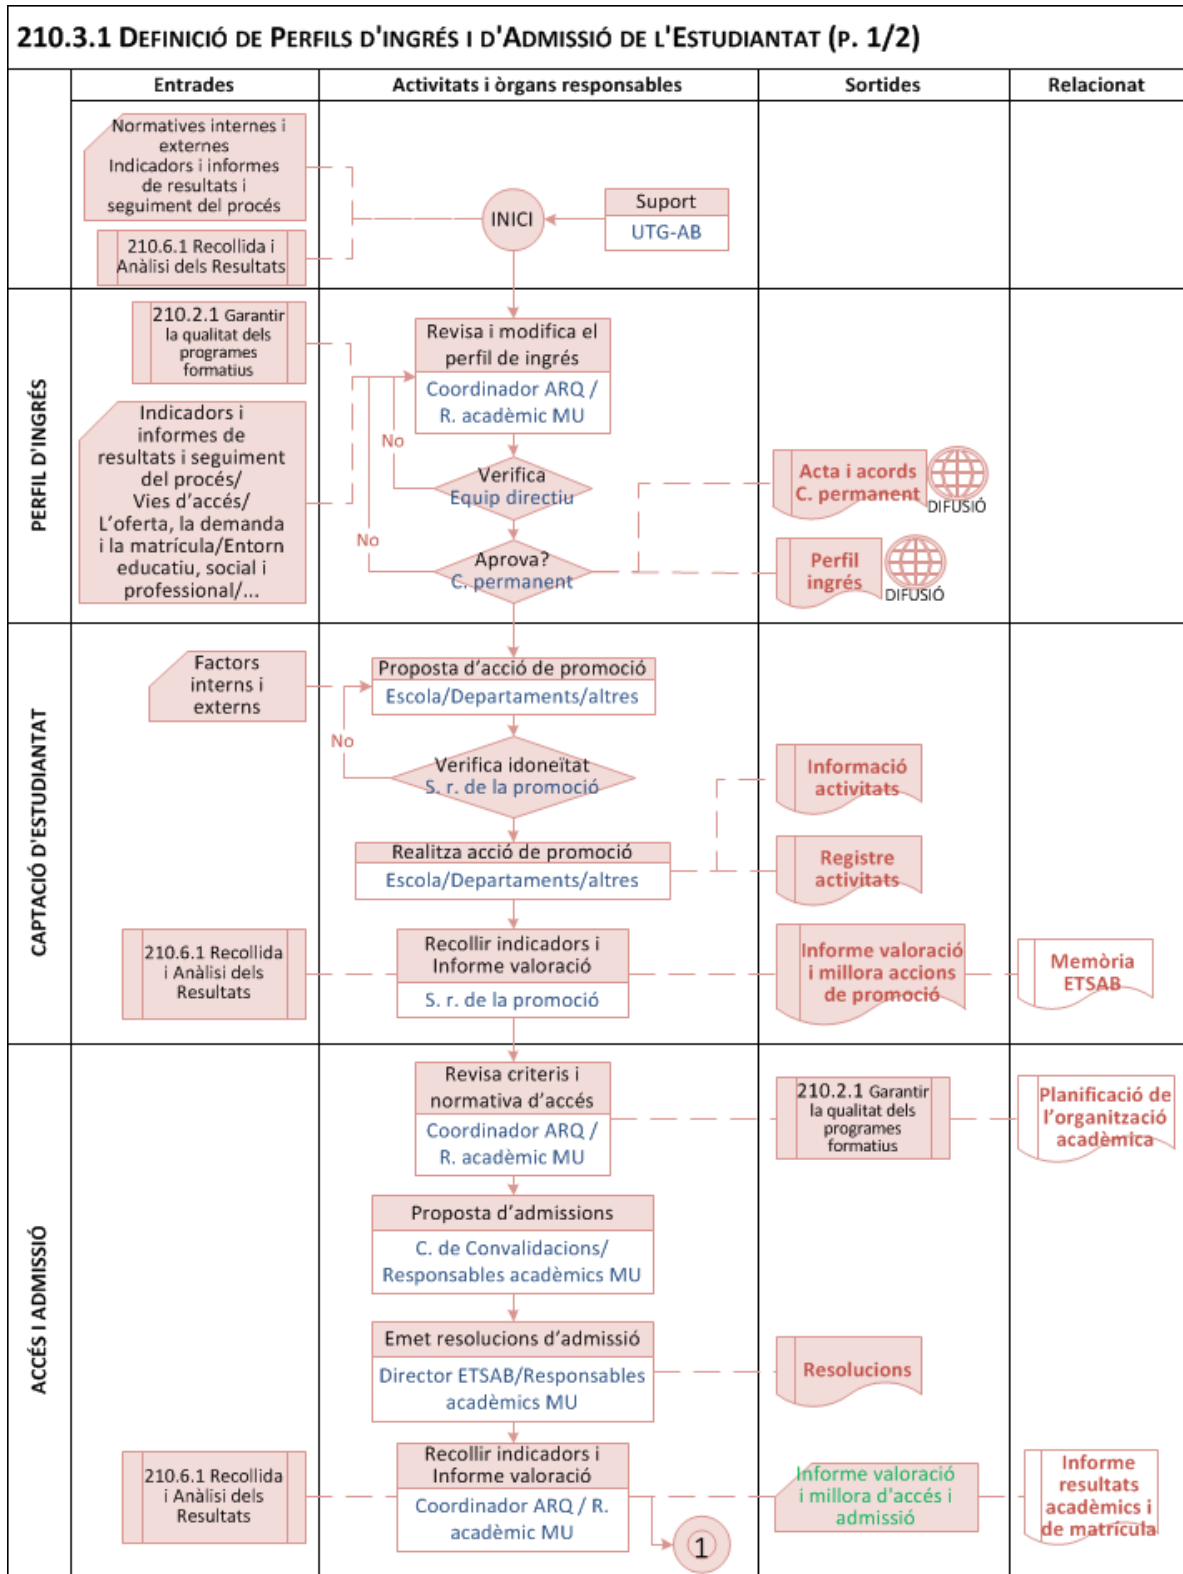 210.3.1 DEFINICIÓ DE PERFILS D'INGRÉS I D'ADMISSIÓ DE L'ESTUDIANTAT (P. 1/2)
Entrades
Activitats i òrgans responsables
Sortides
Relacionat
Normatives internes i
externes
Indicadors i informes
de resultats i
seguiment del procés
210.6.1 Recollida i
Anàlisi dels Resultats
INICI
Suport
UTG-AB
PERFIL D'INGRÉS
210.2.1 Garantir
la qualitat dels
programes
formatius
Indicadors i
informes de
resultats i seguiment
del procés/
Vies d’accés/
L’oferta, la demanda
i la matrícula/Entorn
educatiu, social i
professional/...
Revisa i modifica el
perfil de ingrés
Coordinador ARQ /
R. acadèmic MU
No
Verifica
Equip directiu
No
Aprova?
C. permanent
Acta i acords
C. permanent
DIFUSIÓ
Perfil
ingrés
DIFUSIÓ
CAPTACIÓ D'ESTUDIANTAT
Factors
interns i
externs
Proposta d’acció de promoció
Escola/Departaments/altres
No
Verifica idoneïtat
S. r. de la promoció
Realitza acció de promoció
Escola/Departaments/altres
Informació
activitats
Registre
activitats
210.6.1 Recollida
i Anàlisi dels
Resultats
Recollir indicadors i
Informe valoració
S. r. de la promoció
Informe valoració
i millora accions
de promoció
Memòria
ETSAB
ACCÉS I ADMISSIÓ
Revisa criteris i
normativa d’accés
Coordinador ARQ /
R. acadèmic MU
210.2.1 Garantir
la qualitat dels
programes
formatius
Planificació de
l’organització
acadèmica
Proposta d’admissions
C. de Convalidacions/
Responsables acadèmics MU
Emet resolucions d’admissió
Director ETSAB/Responsables
acadèmics MU
Resolucions
210.6.1 Recollida
i Anàlisi dels
Resultats
Recollir indicadors i
Informe valoració
Coordinador ARQ / R.
acadèmic MU
1
Informe valoració
i millora d'accés i
admissió
Informe
resultats
acadèmics i
de matrícula